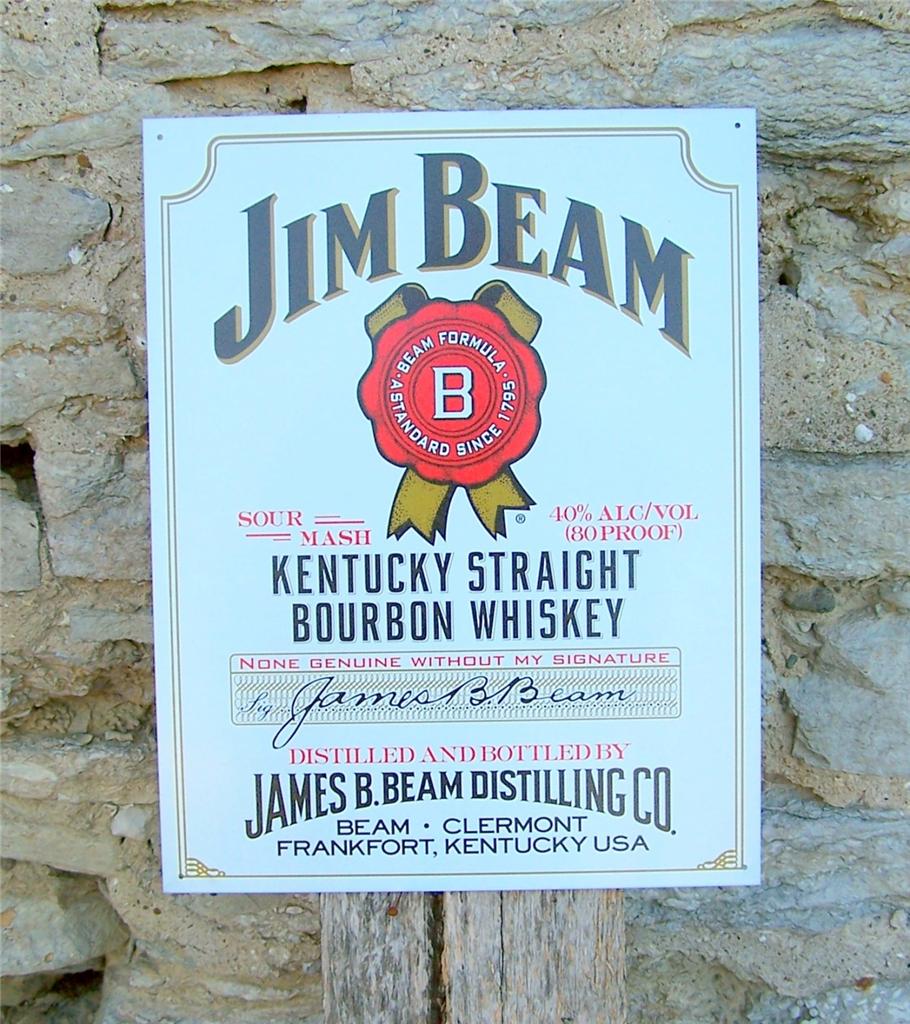 JIM BEAM
BEAM FORMULA
B
A STANDARD SINCE 1795
®
SOUR MASH
40% ALC/VOL
(80 PROOF)
KENTUCKY STRAIGHT
BOURBON WHISKEY
NONE GENUINE WITHOUT MY SIGNATURE
Sig. James B. Beam
DISTILLED AND BOTTLED BY
JAMES B. BEAM DISTILLING CO.
BEAM · CLERMONT
FRANKFORT, KENTUCKY USA